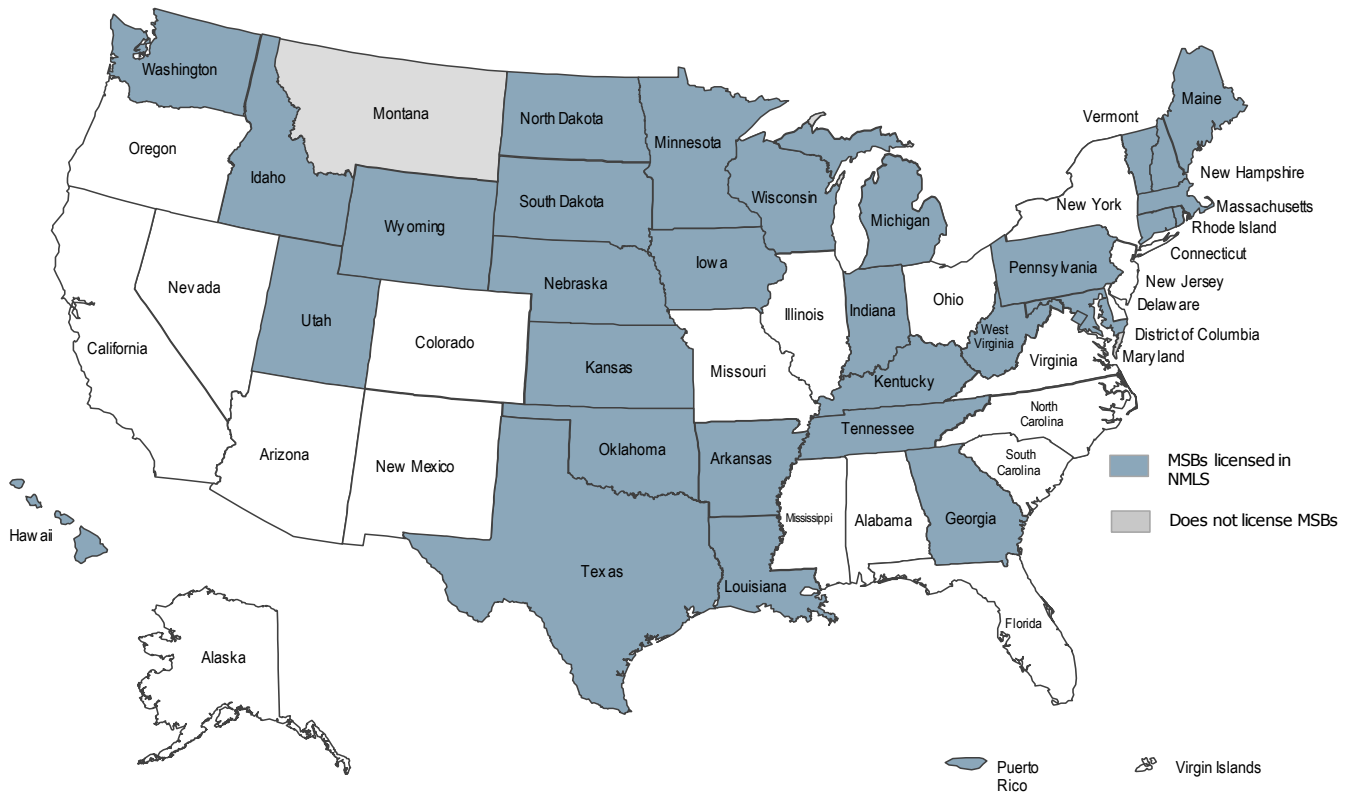 Washington
Montana
North Dakota
Minnesota
Maine
Vermont
Oregon
Idaho
Wisconsin
New Hampshire
South Dakota
Michigan
New York
Massachusetts
Wyoming
Rhode Island
Connecticut
Iowa
Pennsylvania
Nebraska
New Jersey
Nevada
Ohio
Delaware
Utah
Illinois
Indiana
West
Virginia
District of Columbia
California
Colorado
Virginia
Maryland
Kansas
Missouri
Kentucky
North
Carolina
Tennessee
Oklahoma
Arizona
New Mexico
Arkansas
South
Carolina
MSBs licensed in
NMLS
Mississippi
Alabama
Georgia
Does not license MSBs
Hawaii
Texas
Louisiana
Florida
Alaska
Puerto
Rico
Virgin Islands